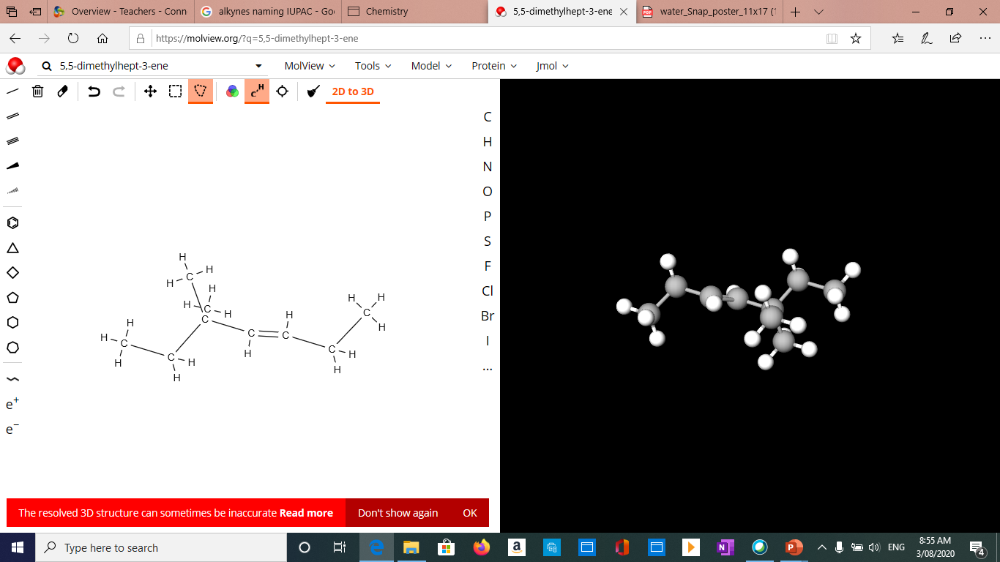 Overview - Teachers - Conn
alkynes naming IUPAC - Goo
Chemistry
5,5-dimethylhept-3-ene
water_Snap_poster_11x17 (1
https://molview.org/?q=5,5-dimethylhept-3-ene
5,5-dimethylhept-3-ene
MolView
Tools
Model
Protein
Jmol
C H
2D to 3D
C
H
N
O
P
S
F
Cl
Br
I
...
e+
e−
H
H C H
H
H C H
C
H H H
H C C C C H
H H
C H C H
H H
The resolved 3D structure can sometimes be inaccurate Read more
Don't show again
OK
Type here to search
ENG
8:55 AM
3/08/2020
4